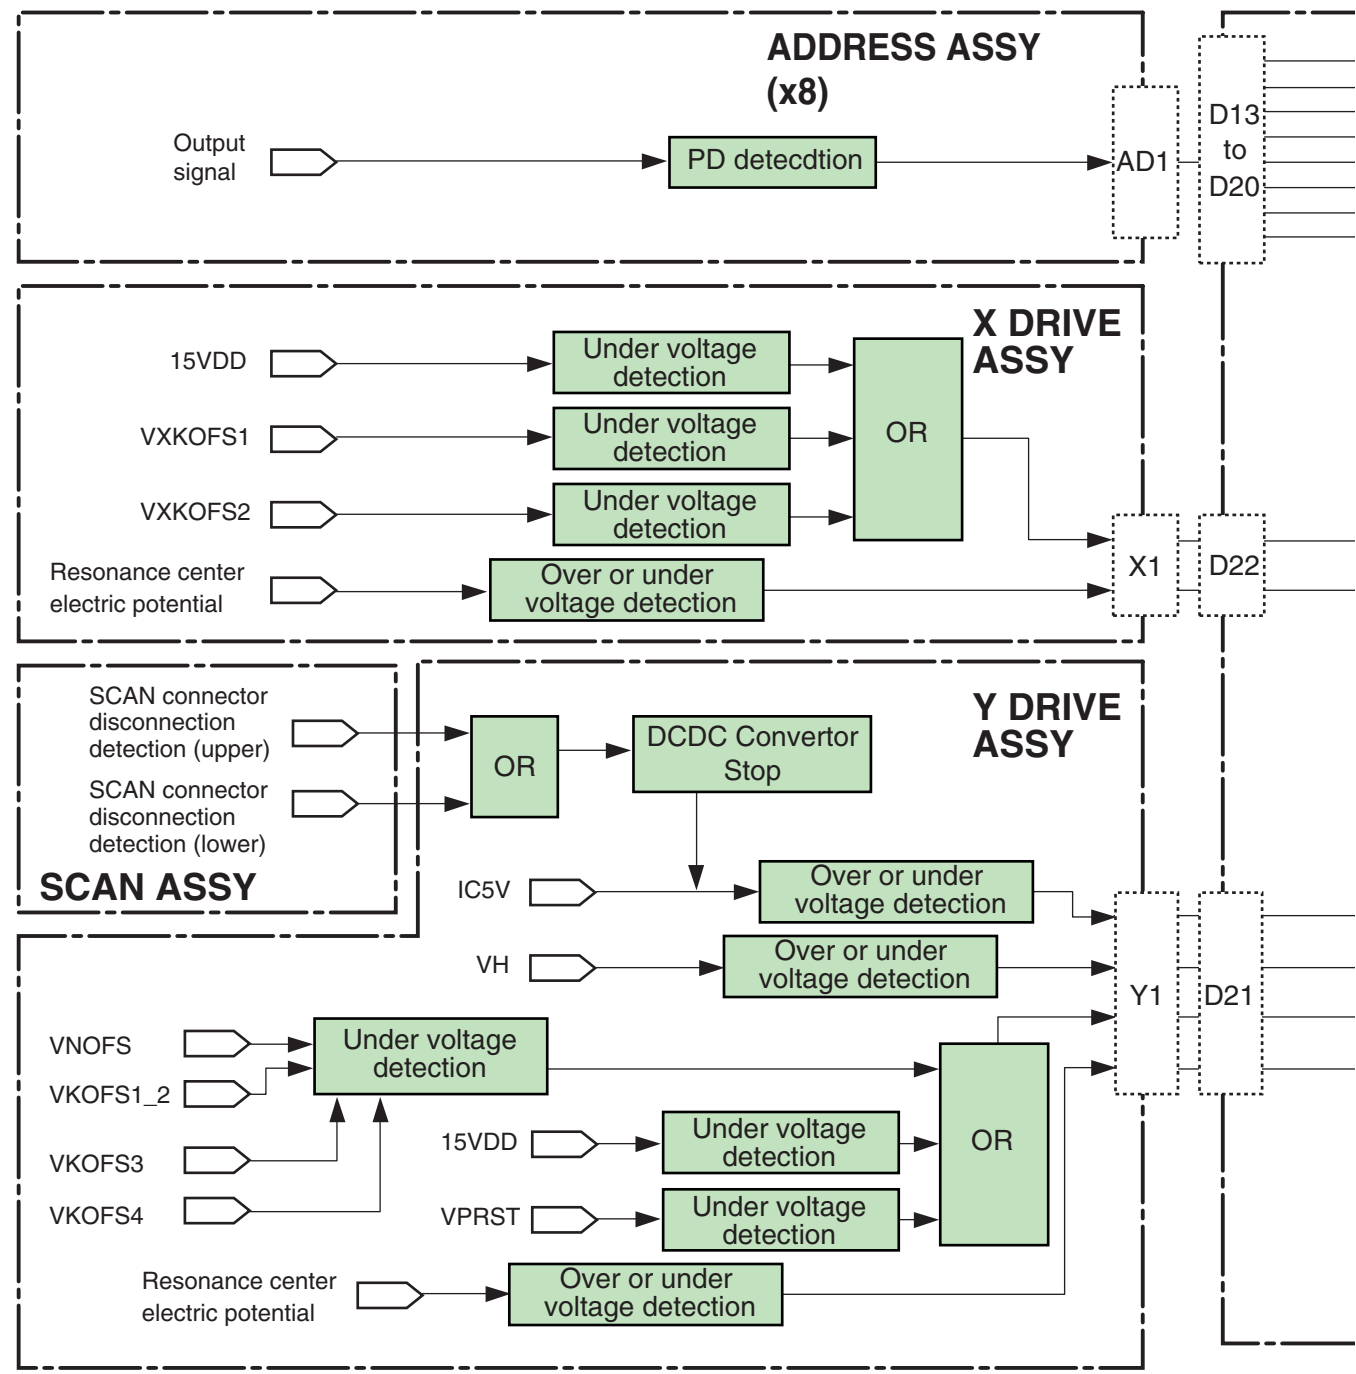 ADDRESS ASSY
(x8)
Output
signal
PD detecdtion
AD1
D13
to
D20
X DRIVE
ASSY
15VDD
Under voltage
detection
VXKOFS1
Under voltage
detection
OR
VXKOFS2
Under voltage
detection
Resonance center
electric potential
Over or under
voltage detection
X1
D22
SCAN connector
disconnection
detection (upper)
SCAN connector
disconnection
detection (lower)
SCAN ASSY
Y DRIVE
ASSY
OR
DCDC Convertor
Stop
IC5V
Over or under
voltage detection
VH
Over or under
voltage detection
Y1
D21
VNOFS
VKOFS1_2
Under voltage
detection
VKOFS3
VKOFS4
15VDD
Under voltage
detection
OR
VPRST
Under voltage
detection
Resonance center
electric potential
Over or under
voltage detection